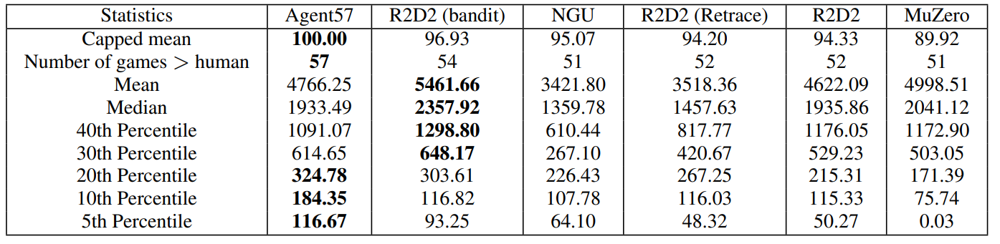 Statistics Agent57 R2D2 (bandit) NGU R2D2 (Retrace) R2D2 MuZero
Capped mean 100.00 96.93 95.07 94.20 94.33 89.92
Number of games > human 57 54 51 52 52 51
Mean 4766.25 5461.66 3421.80 3518.36 4622.09 4998.51
Median 1933.49 2357.92 1359.78 1457.63 1935.86 2041.12
40th Percentile 1091.07 1298.80 610.44 817.77 1176.05 1172.90
30th Percentile 614.65 648.17 267.10 420.67 529.23 503.05
20th Percentile 324.78 303.61 226.43 267.25 215.31 171.39
10th Percentile 184.35 116.82 107.78 116.03 115.33 75.74
5th Percentile 116.67 93.25 64.10 48.32 50.27 0.03